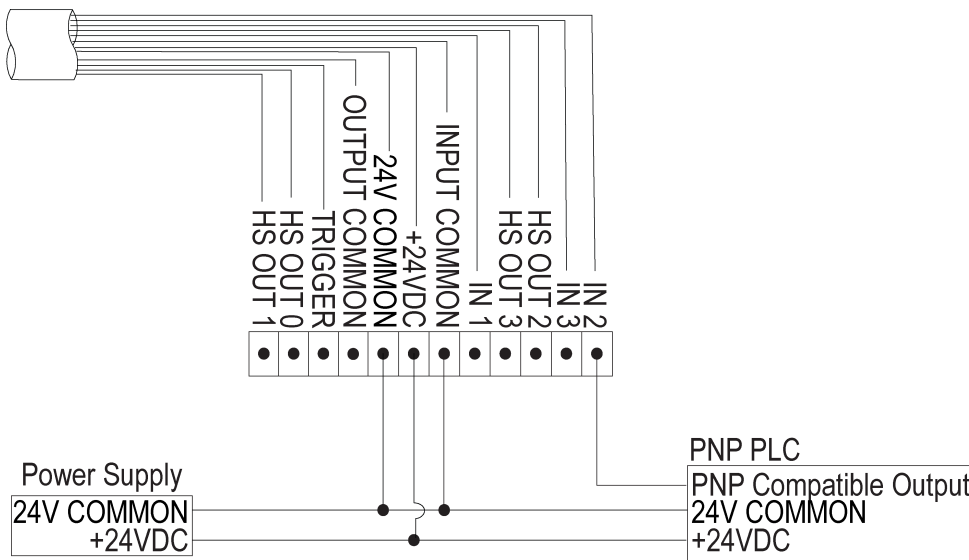 HS OUT 1
HS OUT 0
TRIGGER
OUTPUT COMMON
24V COMMON
+24VDC
INPUT COMMON
IN 1
HS OUT 3
HS OUT 2
IN 3
IN 2
Power Supply
24V COMMON
+24VDC
PNP PLC
PNP Compatible Output
24V COMMON
+24VDC